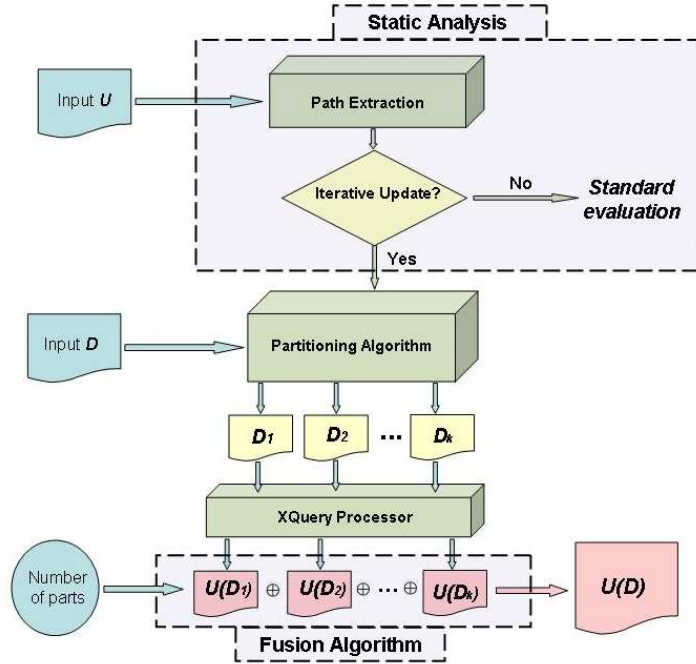 Static Analysis
Input U
Path Extraction
Iterative Update?
No
Standard
evaluation
Yes
Input D
Partitioning Algorithm
D1
D2
...
Dk
XQuery Processor
Number
of parts
U(D1) ⊕ U(D2) ⊕ ... ⊕ U(Dk)
U(D)
Fusion Algorithm